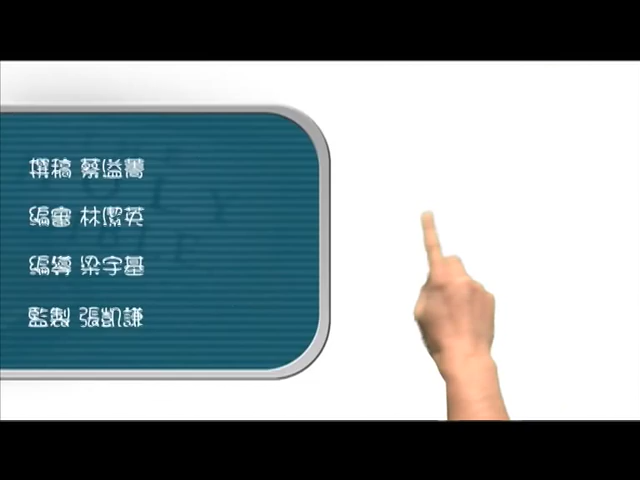 撰稿 蔡溢菁
編審 林潔英
編導 梁宇基
監製 張凱謙